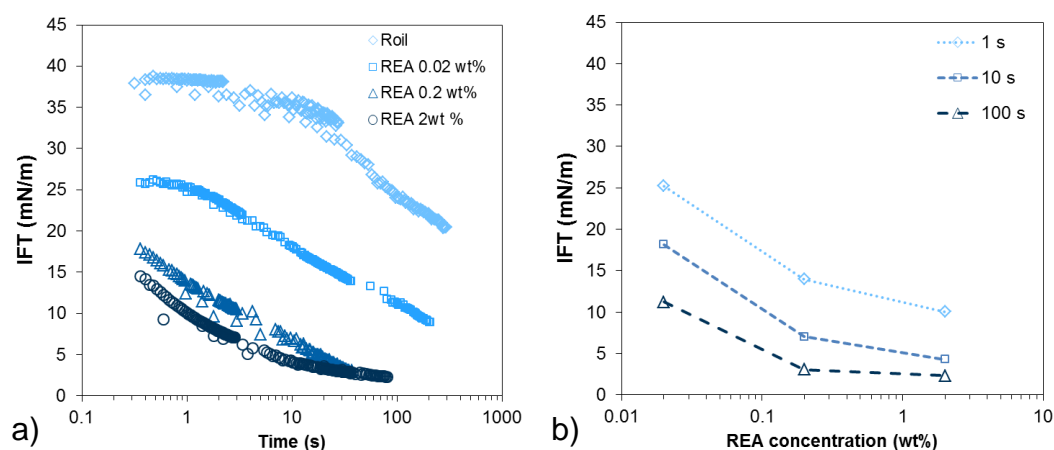 45
40
35
30
25
20
15
10
5
0
IFT (mN/m)
Roil
REA 0.02 wt%
REA 0.2 wt%
REA 2wt %
0.1 1 10 100 1000
Time (s)
a)
45
40
35
30
25
20
15
10
5
0
IFT (mN/m)
1 s
10 s
100 s
0.01 0.1 1 10
REA concentration (wt%)
b)